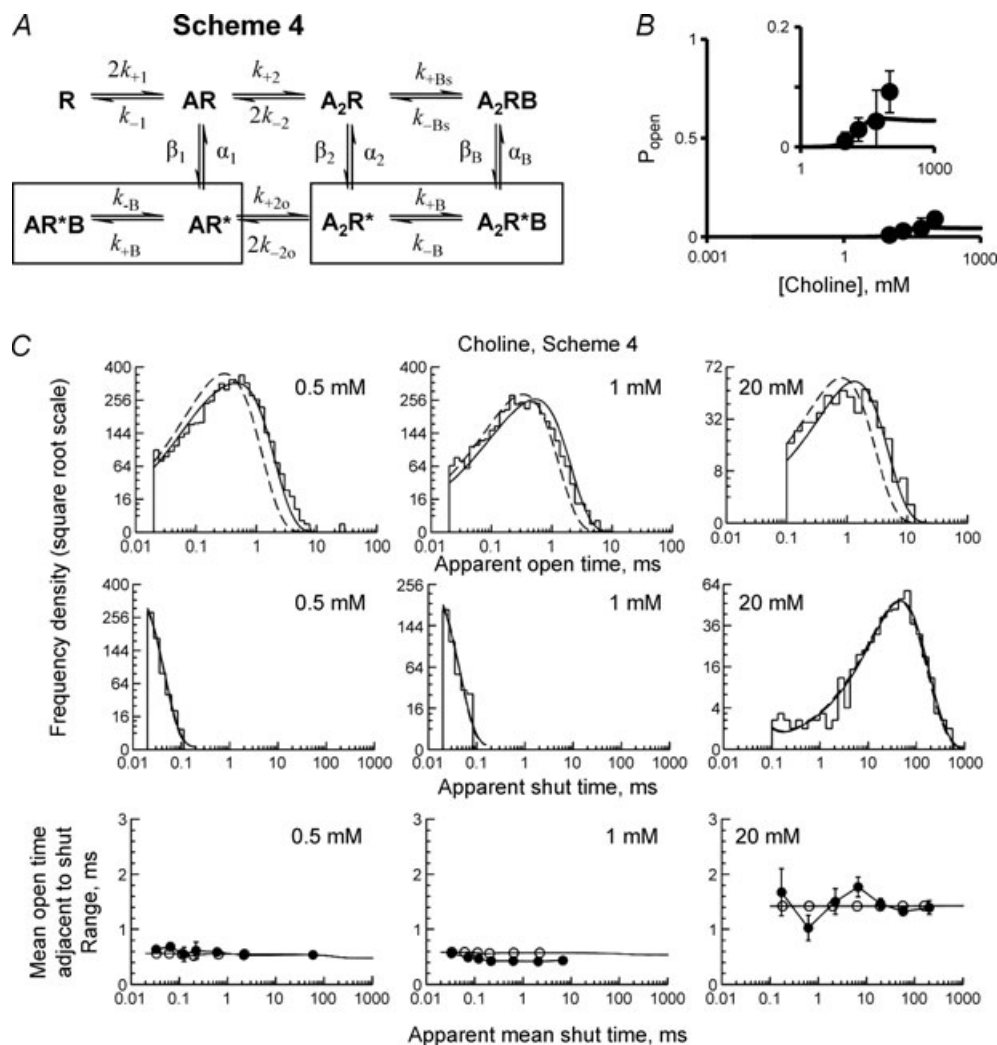 A
Scheme 4
2k+1
k+2
k+Bs
R
AR
A2R
A2RB
k−1
2k−2
k−Bs
β1
α1
β2
α2
βB
αB
k-B
k+2o
k+B
AR*B
AR*
A2R*
A2R*B
k+B
2k−2o
k−B
B
1
0.5
0
Popen
0.2
0.1
0
1
1000
0.001
1
1000
[Choline], mM
C
Choline, Scheme 4
Frequency density (square root scale)
400
256
144
64
16
0
0.5 mM
0.01
0.1
1
10
100
400
256
144
64
16
0
1 mM
0.01
0.1
1
10
100
72
32
8
0
20 mM
0.01
0.1
1
10
100
Apparent open time, ms
400
256
144
64
16
0
0.5 mM
0.01
0.1
1
10
100
1000
256
144
64
16
0
1 mM
0.01
0.1
1
10
100
1000
64
36
16
4
0
20 mM
0.01
0.1
1
10
100
1000
Apparent shut time, ms
Mean open time
adjacent to shut
Range, ms
3
2
1
0
0.5 mM
0.01
0.1
1
10
100
1000
3
2
1
0
1 mM
0.01
0.1
1
10
100
1000
3
2
1
0
20 mM
0.01
0.1
1
10
100
1000
Apparent mean shut time, ms